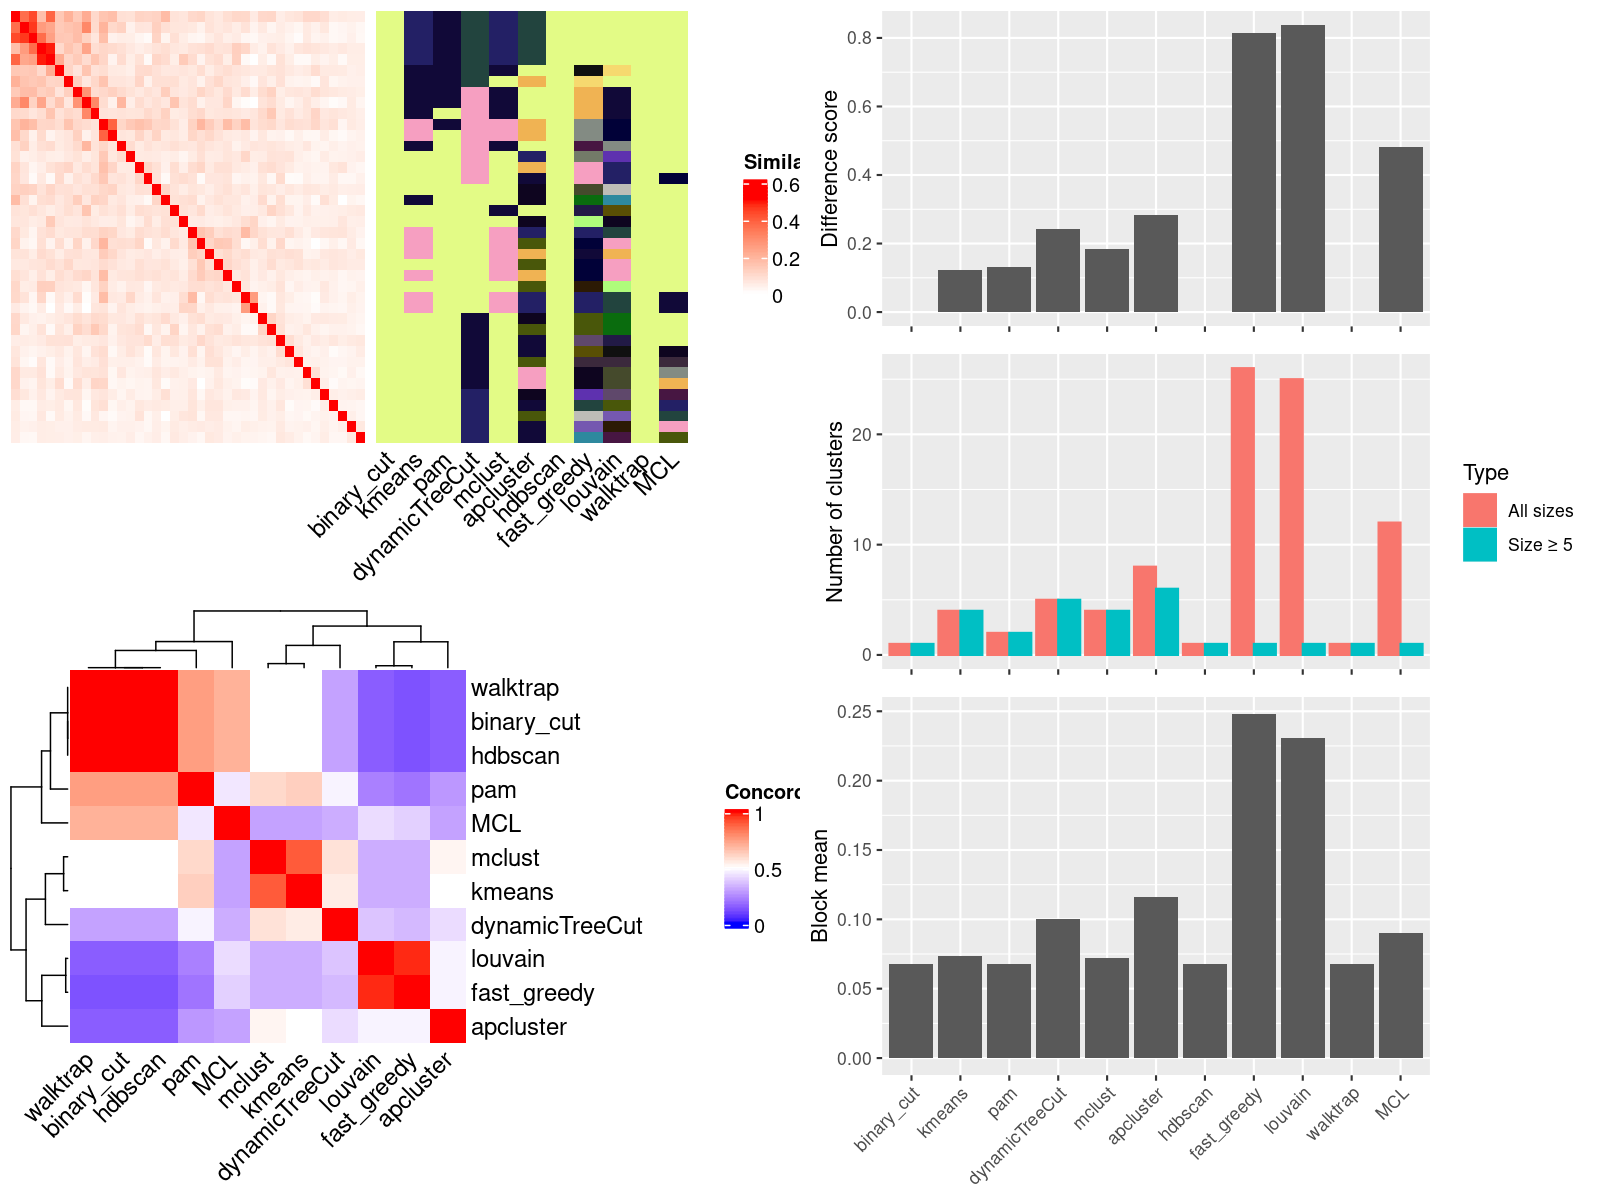 Simila
0.6
0.4
0.2
0
binary_cut
kmeans
pam
dynamicTreeCut
mclust
apcluster
hdbscan
fast_greedy
louvain
walktrap
MCL
walktrap
binary_cut
hdbscan
pam
MCL
mclust
kmeans
dynamicTreeCut
louvain
fast_greedy
apcluster
Concord
1
0.5
0
walktrap
binary_cut
hdbscan
pam
MCL
mclust
kmeans
dynamicTreeCut
louvain
fast_greedy
apcluster
Difference score
0.8
0.6
0.4
0.2
0.0
Number of clusters
20
10
0
Type
All sizes
Size ≥ 5
Block mean
0.25
0.20
0.15
0.10
0.05
0.00
binary_cut
kmeans
pam
dynamicTreeCut
mclust
apcluster
hdbscan
fast_greedy
louvain
walktrap
MCL